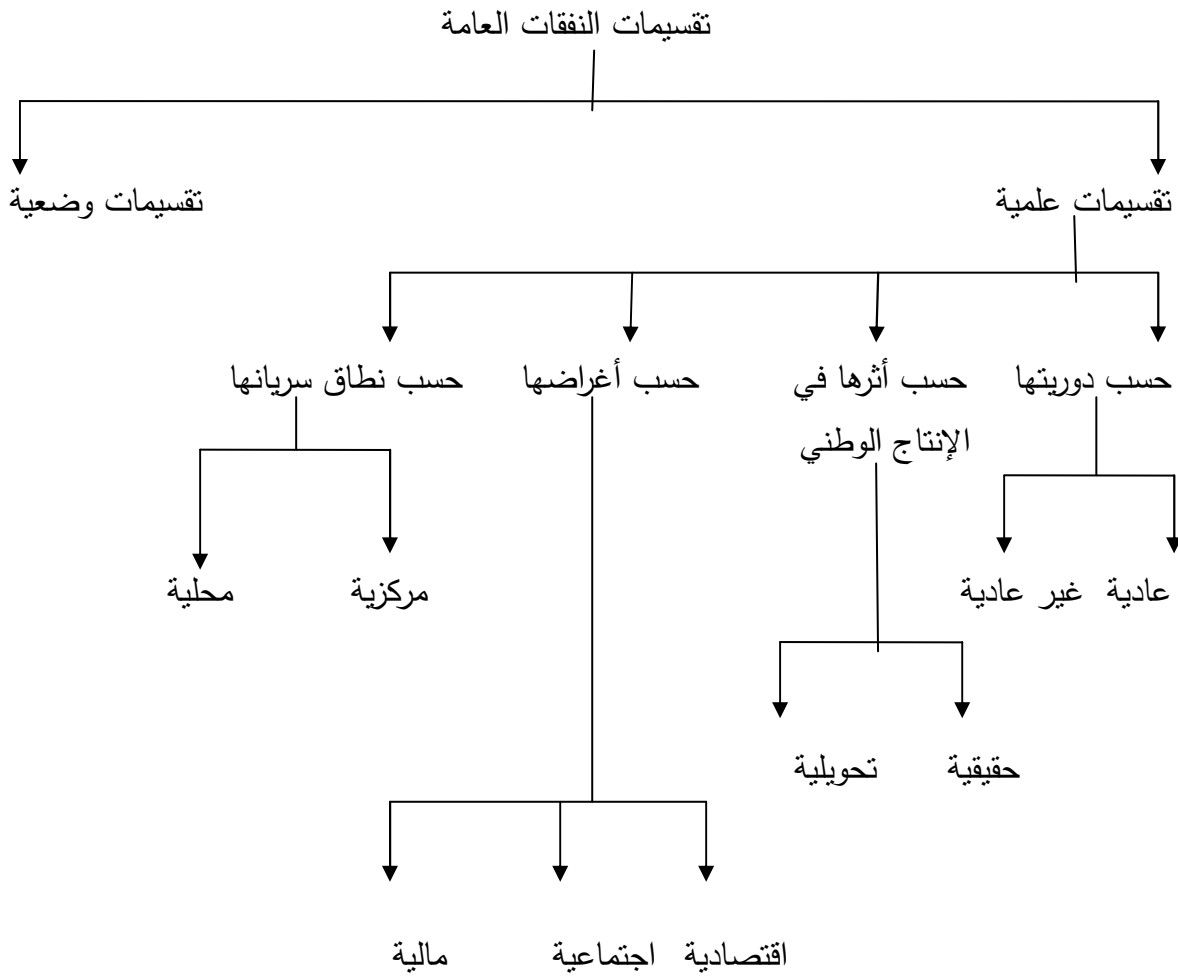 تقسيمات النفقات العامة
تقسيمات علمية
تقسيمات وضعية
حسب دوريتها
حسب أثرها في
الإنتاج الوطني
حسب أغراضها
حسب نطاق سريانها
عادية
غير عادية
مركزية
محلية
حقيقية
تحويلية
اقتصادية
اجتماعية
مالية